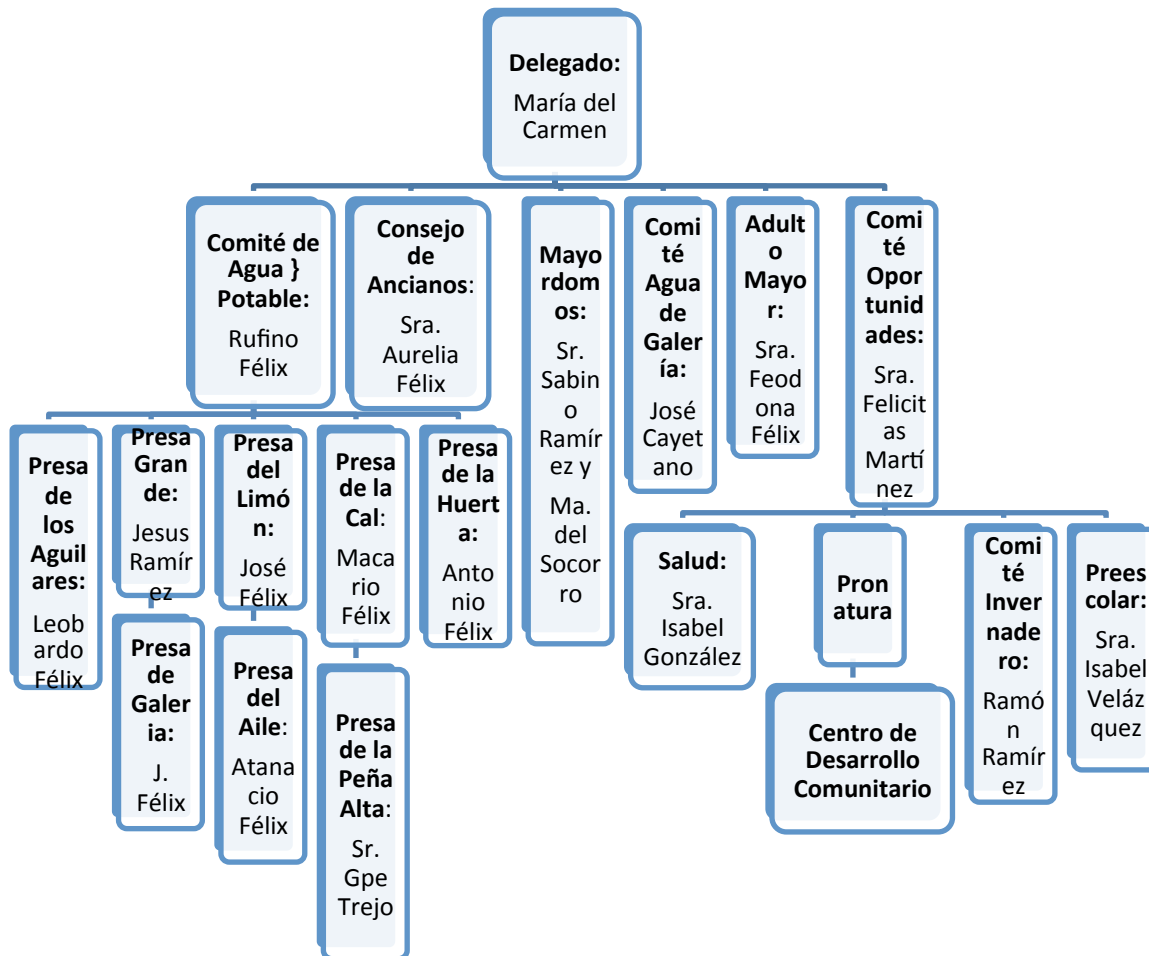 Delegado:
María del
Carmen
Comité de
Agua }
Potable:
Rufino
Félix
Consejo
de
Ancianos:
Sra.
Aurelia
Félix
Mayo
rdom
os:
Sr.
Sabin
o
Ramír
ez y
Ma.
del
Socor
ro
Comi
té
Agua
de
Galer
ía:
José
Cayet
ano
Adult
o
Mayo
r:
Sra.
Feod
ona
Félix
Comi
té
Opor
tunid
ades:
Sra.
Felicit
as
Martí
nez
Presa
de
los
Aguil
ares:
Leob
ardo
Félix
Presa
Gran
de:
Jesus
Ramír
ez
Presa
del
Limó
n:
José
Félix
Presa
de la
Cal:
Maca
rio
Félix
Presa
de la
Huert
a:
Anto
nio
Félix
Presa
de
Galer
ia:
J.
Félix
Presa
del
Aile:
Atana
cio
Félix
Presa
de la
Peña
Alta:
Sr.
Gpe
Trejo
Salud:
Sra.
Isabel
González
Pron
atura
Comi
té
Inver
nade
ro:
Ramó
n
Ramír
ez
Prees
colar:
Sra.
Isabel
Veláz
quez
Centro de
Desarrollo
Comunitario